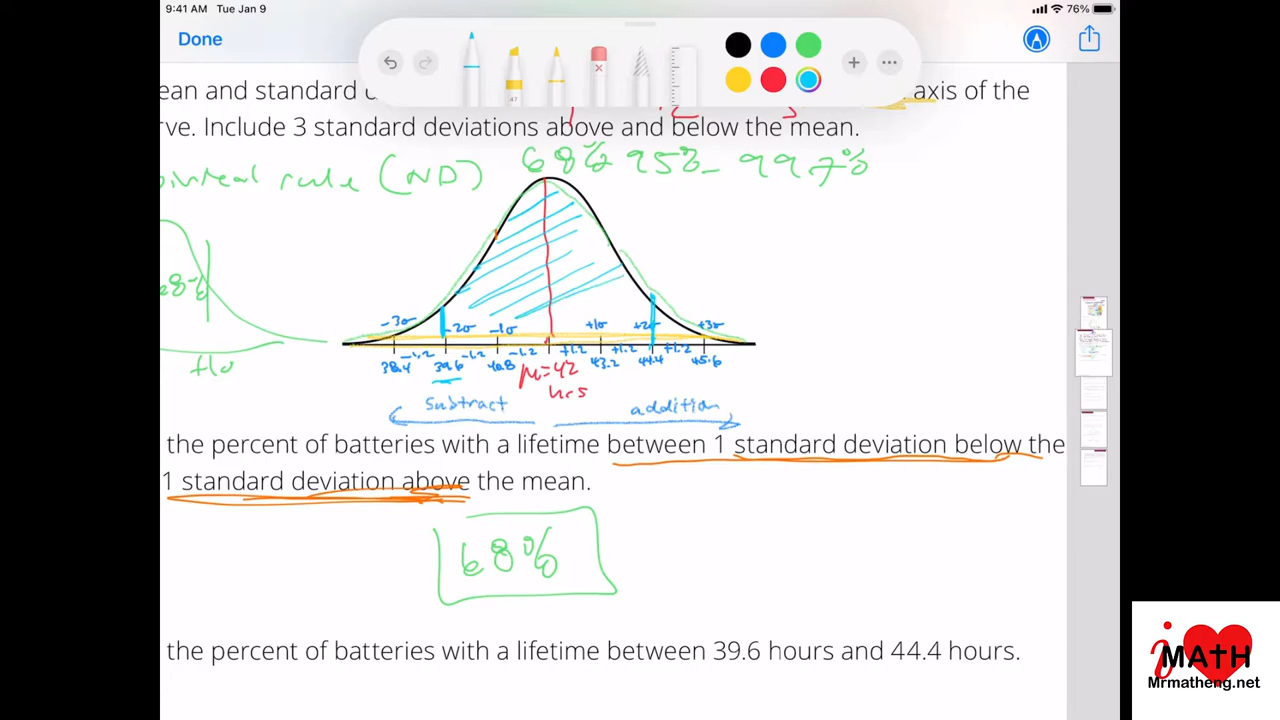 9:41 AM Tue Jan 9
76%
Done
47
ean and standard d
axis of the
rve. Include 3 standard deviations above and below the mean.
rule (ND) 68% 95% 99.7%
68%
+1σ
-3σ -2σ -1σ +1σ +2σ +3σ
-1.2 -1.2 -1.2 +1.2 +1.2 +1.2
38.4 39.6 40.8 μ=42 43.2 44.4 45.6
hrs
subtract addition
the percent of batteries with a lifetime between 1 standard deviation below the
1 standard deviation above the mean.
68%
the percent of batteries with a lifetime between 39.6 hours and 44.4 hours.
i
MATH
Mrmatheng.net